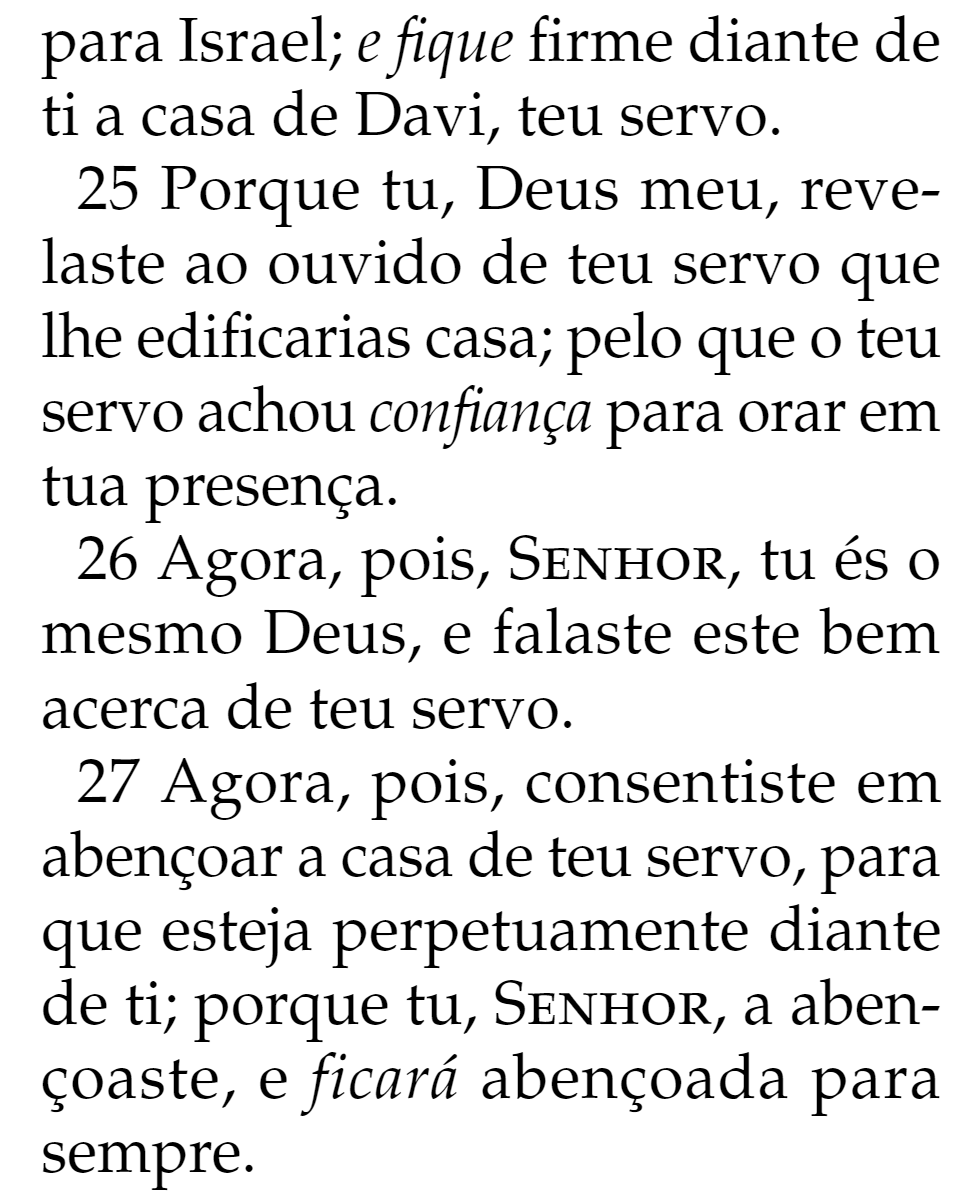 para Israel; e fique firme diante de
ti a casa de Davi, teu servo.
25 Porque tu, Deus meu, reve-
laste ao ouvido de teu servo que
lhe edificarias casa; pelo que o teu
servo achou confiança para orar em
tua presença.
26 Agora, pois, SENHOR, tu és o
mesmo Deus, e falaste este bem
acerca de teu servo.
27 Agora, pois, consentiste em
abençoar a casa de teu servo, para
que esteja perpetuamente diante
de ti; porque tu, SENHOR, a aben-
çoaste, e ficará abençoada para
sempre.